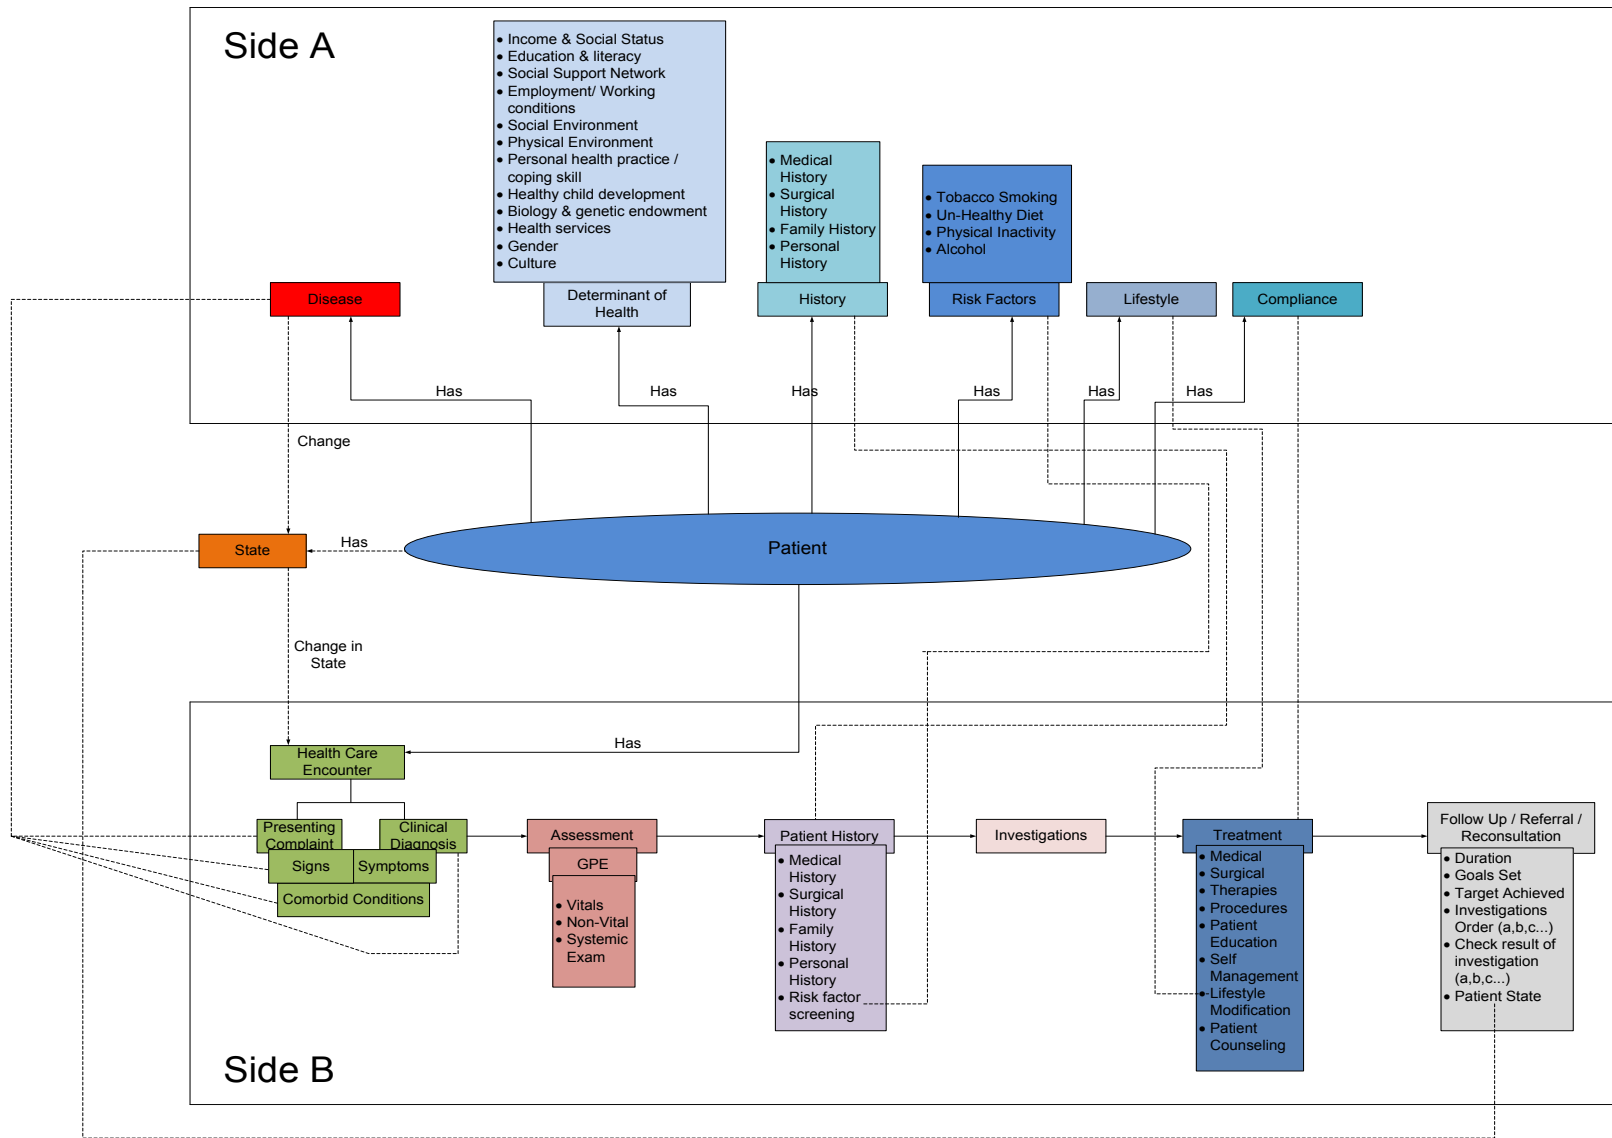 Side A
• Income & Social Status
• Education & literacy
• Social Support Network
• Employment/ Working
conditions
• Social Environment
• Physical Environment
• Personal health practice /
coping skill
• Healthy child development
• Biology & genetic endowment
• Health services
• Gender
• Culture
• Medical
History
• Surgical
History
• Family History
• Personal
History
• Tobacco Smoking
• Un-Healthy Diet
• Physical Inactivity
• Alcohol
Disease
Determinant of
Health
History
Risk Factors
Lifestyle
Compliance
Has
Has
Has
Has
Has
Has
Change
State
Has
Patient
Change in
State
Has
Health Care
Encounter
Presenting
Complaint
Clinical
Diagnosis
Signs
Symptoms
Comorbid Conditions
Assessment
GPE
• Vitals
• Non-Vital
• Systemic
Exam
Patient History
• Medical
History
• Surgical
History
• Family
History
• Personal
History
• Risk factor
screening
Investigations
Treatment
• Medical
• Surgical
• Therapies
• Procedures
• Patient
Education
• Self
Management
• Lifestyle
Modification
• Patient
Counseling
Follow Up / Referral /
Reconsultation
• Duration
• Goals Set
• Target Achieved
• Investigations
Order (a,b,c...)
• Check result of
investigation
(a,b,c...)
• Patient State
Side B